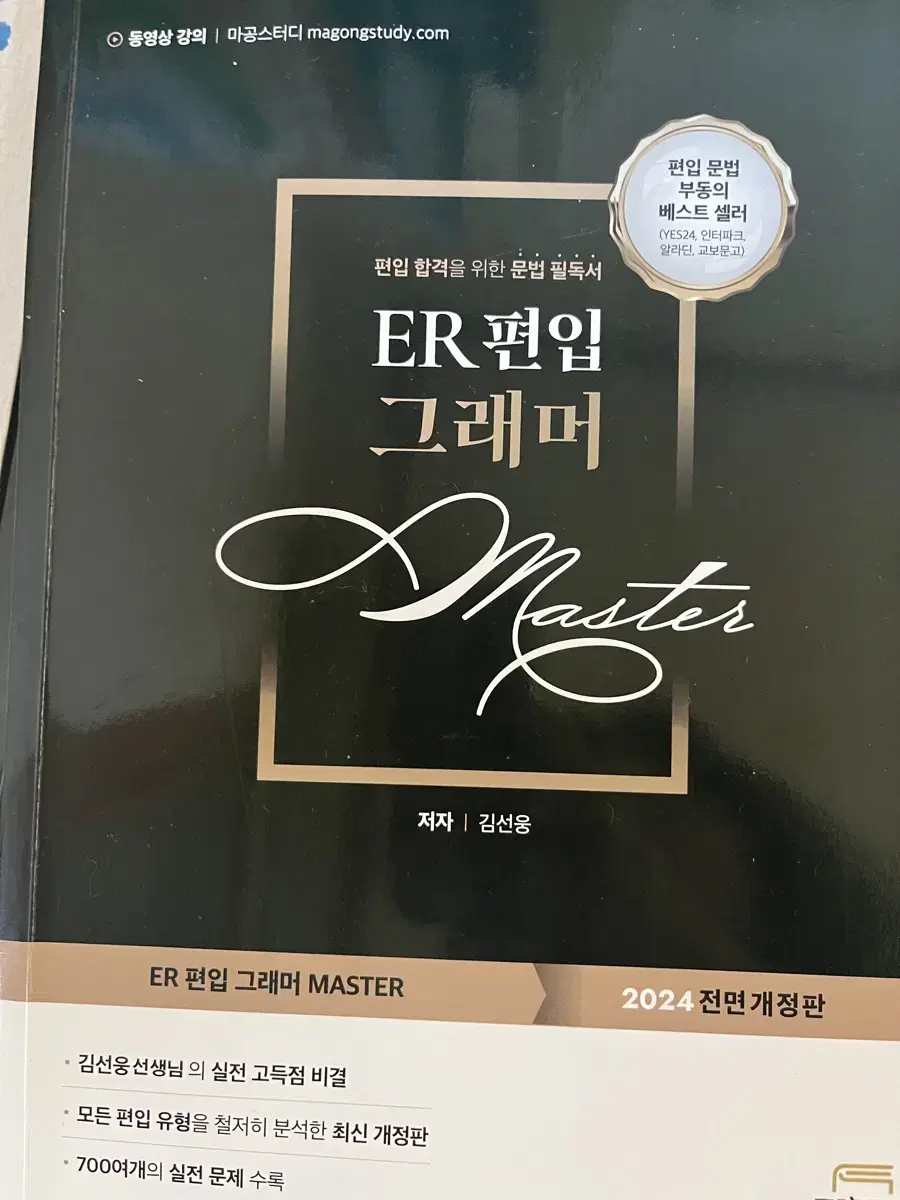 동영상 강의 | 마공스터디 magongstudy.com
편입 문법
부동의
베스트 셀러
(YES24, 인터파크,
알라딘, 교보문고)
편입 합격을 위한 문법 필독서
ER 편입
그래머
Master
저자 | 김선웅
ER 편입 그래머 MASTER
2024 전면개정판
· 김선웅선생님의 실전 고득점 비결
· 모든 편입 유형을 철저히 분석한 최신 개정판
· 700여개의 실전 문제 수록